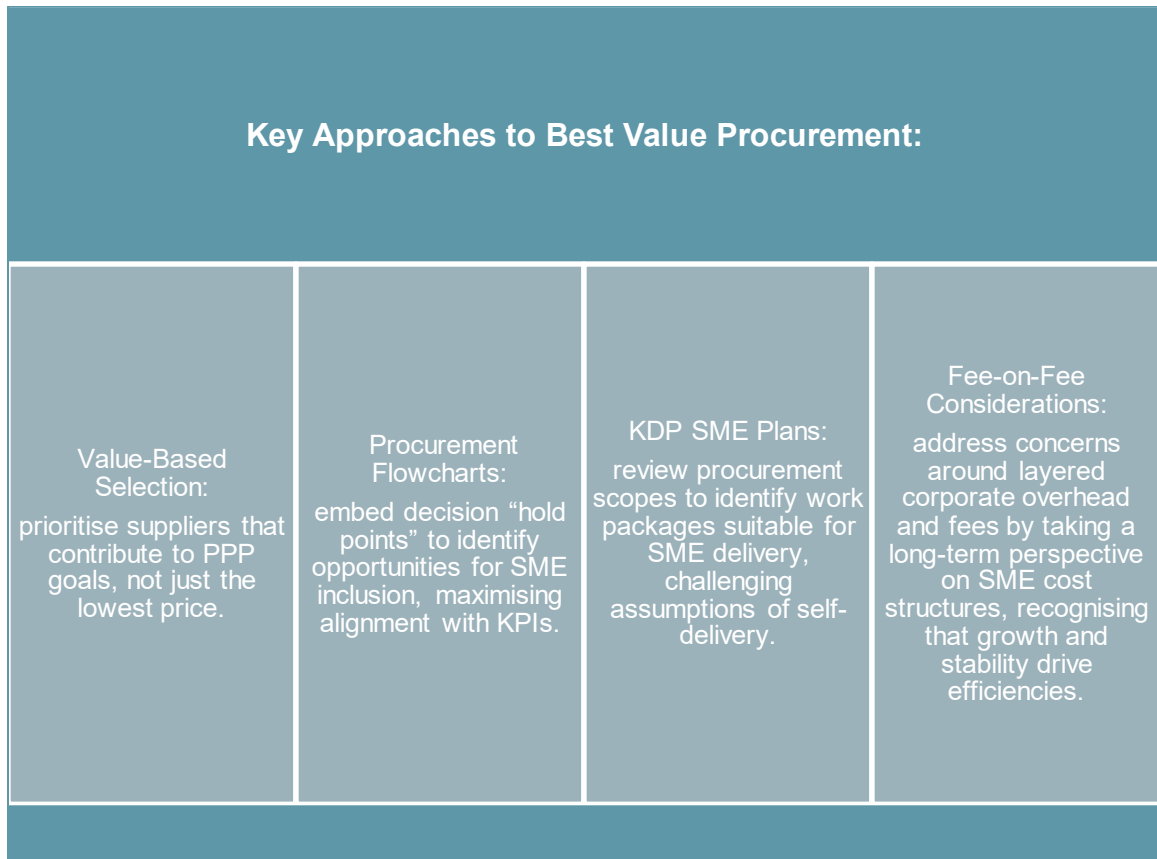 Key Approaches to Best Value Procurement:
Value-Based
Selection:
prioritise suppliers that
contribute to PPP
goals, not just the
lowest price.
Procurement
Flowcharts:
embed decision “hold
points” to identify
opportunities for SME
inclusion, maximising
alignment with KPIs.
KDP SME Plans:
review procurement
scopes to identify work
packages suitable for
SME delivery,
challenging
assumptions of self-
delivery.
Fee-on-Fee
Considerations:
address concerns
around layered
corporate overhead
and fees by taking a
long-term perspective
on SME cost
structures, recognising
that growth and
stability drive
efficiencies.